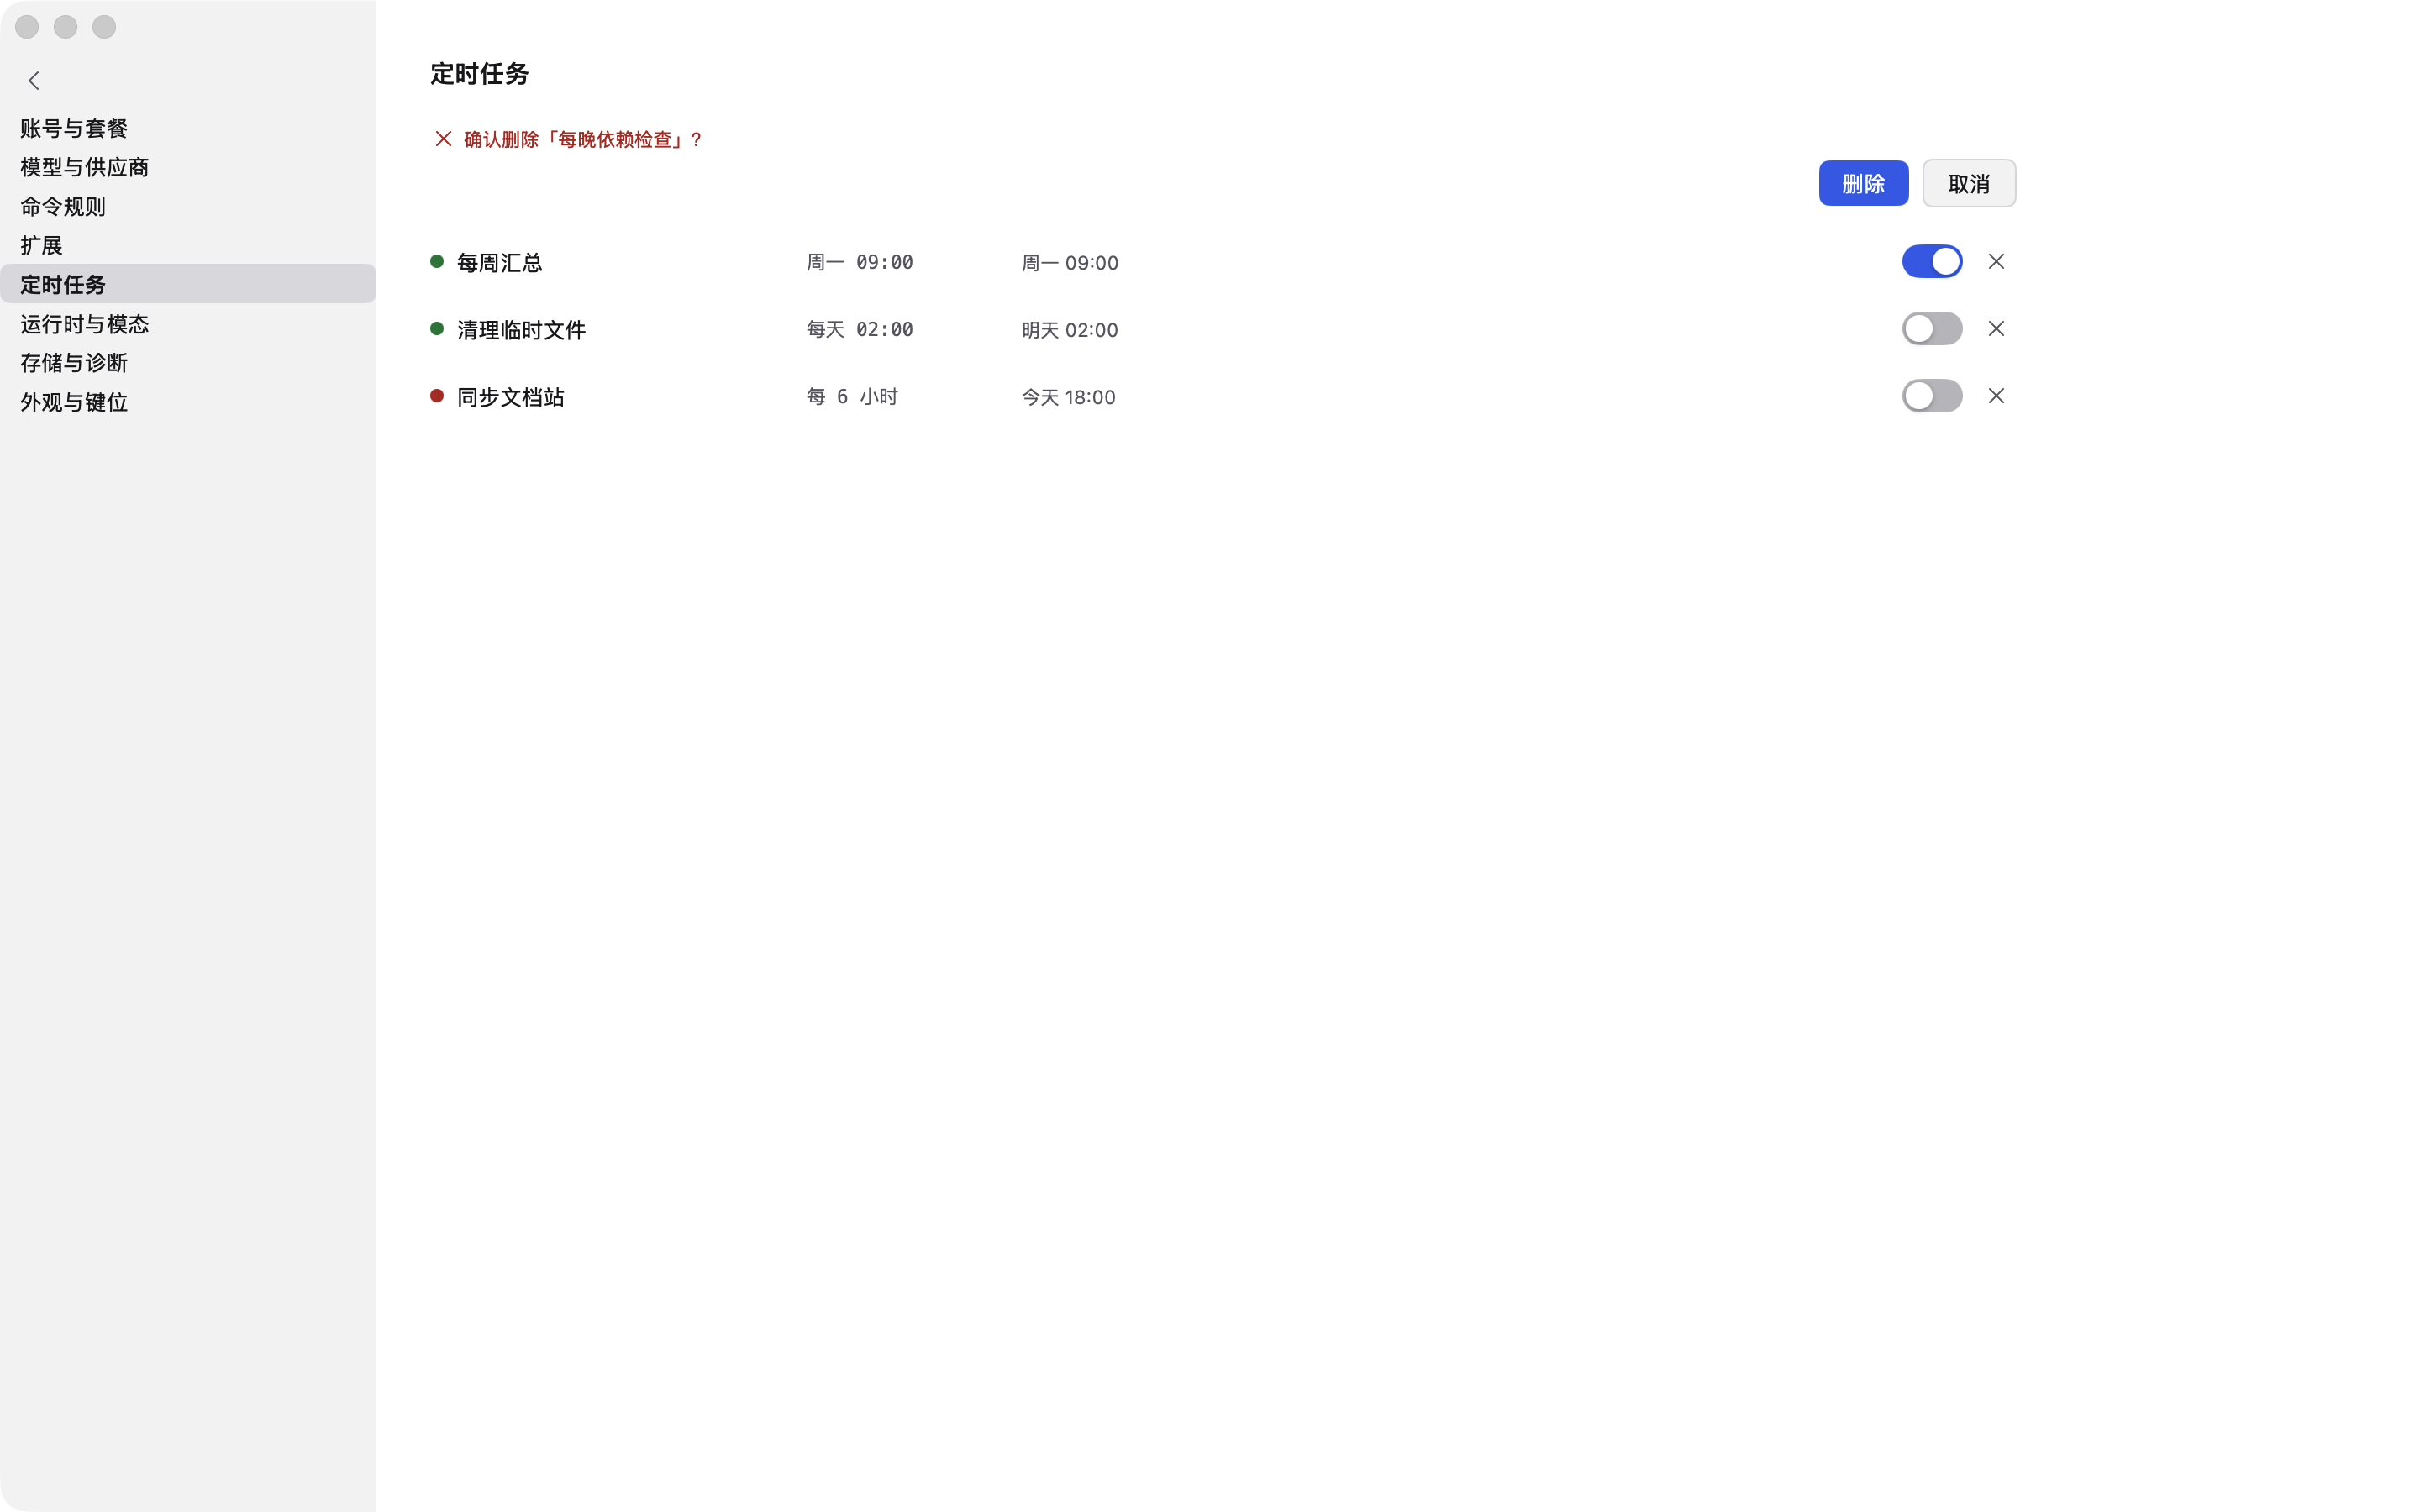 账号与套餐
模型与供应商
命令规则
扩展
定时任务
运行时与模态
存储与诊断
外观与键位
定时任务
确认删除「每晚依赖检查」?
删除 取消
每周汇总 周一 09:00 周一 09:00
清理临时文件 每天 02:00 明天 02:00
同步文档站 每 6 小时 今天 18:00